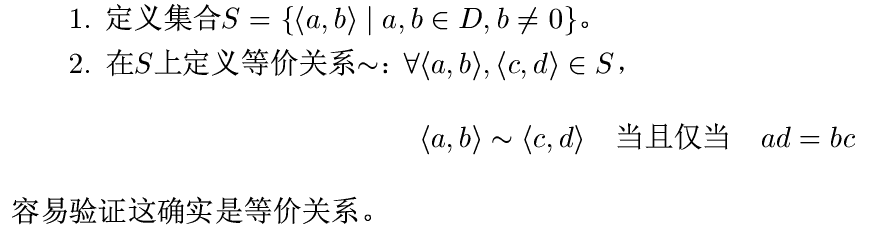 1. 定义集合S = {⟨a, b⟩ | a, b ∈ D, b ≠ 0}。
2. 在S上定义等价关系∼: ∀⟨a, b⟩, ⟨c, d⟩ ∈ S，
⟨a, b⟩ ∼ ⟨c, d⟩ 当且仅当 ad = bc
容易验证这确实是等价关系。